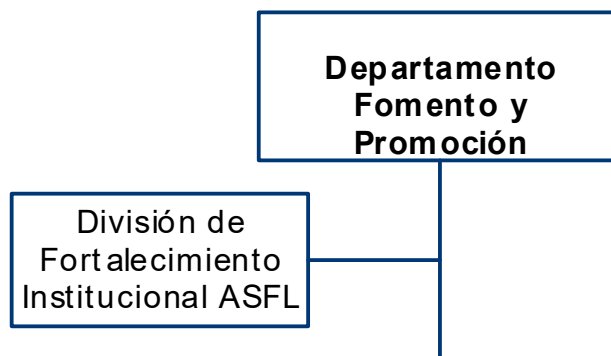 Departamento
Fomento y
Promoción
División de
Fortalecimiento
Institucional ASFL